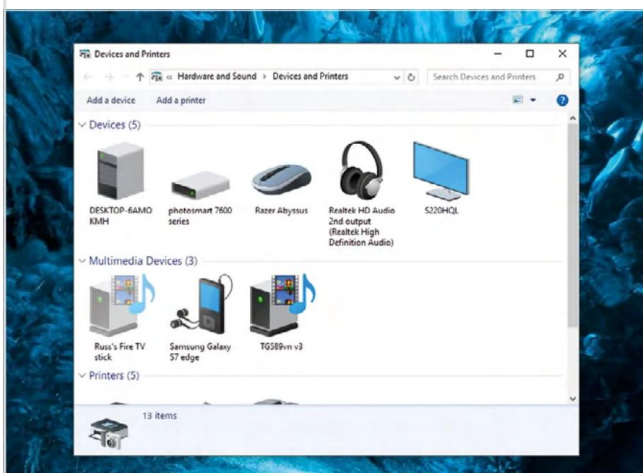 Devices and Printers
« Hardware and Sound > Devices and Printers
Search Devices and Printers
Add a device Add a printer
Devices (5)
DESKTOP-6AMO
KMH
photosmart 7600
series
Razer Abyssus
Realtek HD Audio
2nd output
(Realtek High
Definition Audio)
S220HQL
Multimedia Devices (3)
Russ's Fire TV
stick
Samsung Galaxy
S7 edge
TG589vn v3
Printers (5)
13 items